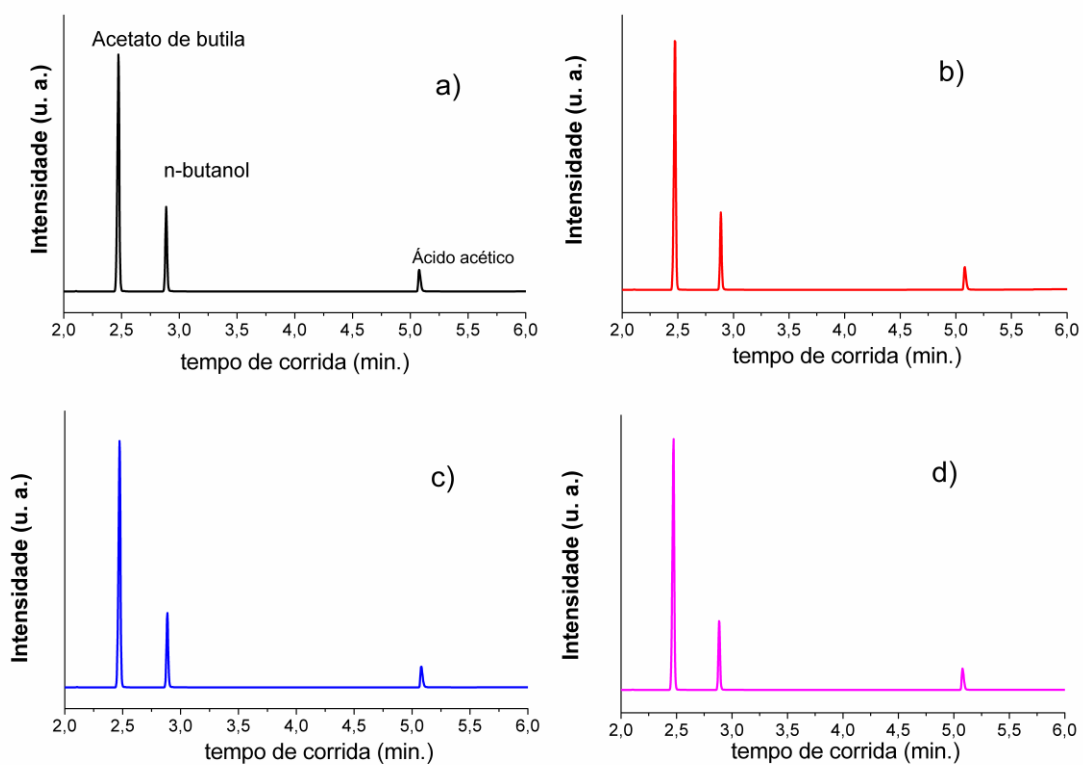 Acetato de butila
a)
n-butanol
Ácido acético
Intensidade (u. a.)
2,0 2,5 3,0 3,5 4,0 4,5 5,0 5,5 6,0
tempo de corrida (min.)
b)
Intensidade (u. a.)
2,0 2,5 3,0 3,5 4,0 4,5 5,0 5,5 6,0
tempo de corrida (min.)
c)
Intensidade (u. a.)
2,0 2,5 3,0 3,5 4,0 4,5 5,0 5,5 6,0
tempo de corrida (min.)
d)
Intensidade (u. a.)
2,0 2,5 3,0 3,5 4,0 4,5 5,0 5,5 6,0
tempo de corrida (min.)